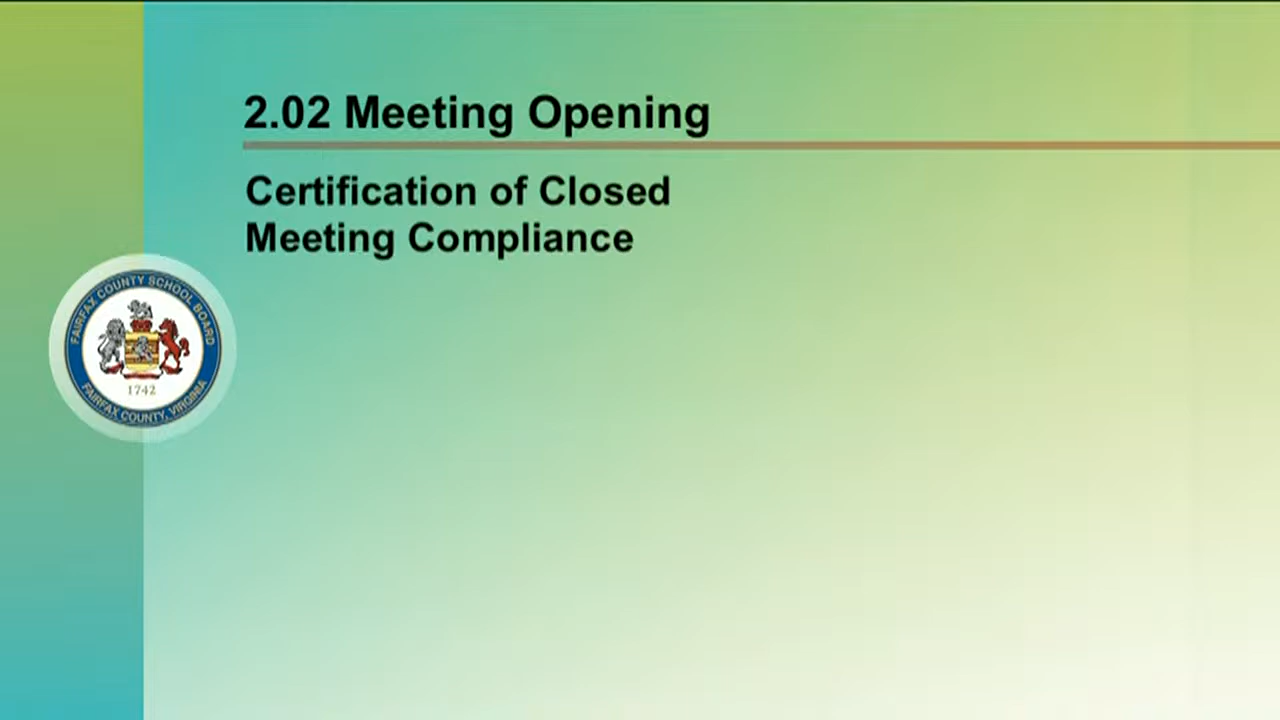 2.02 Meeting Opening
Certification of Closed
Meeting Compliance
FAIRFAX COUNTY SCHOOL BOARD
1742
FAIRFAX COUNTY, VIRGINIA